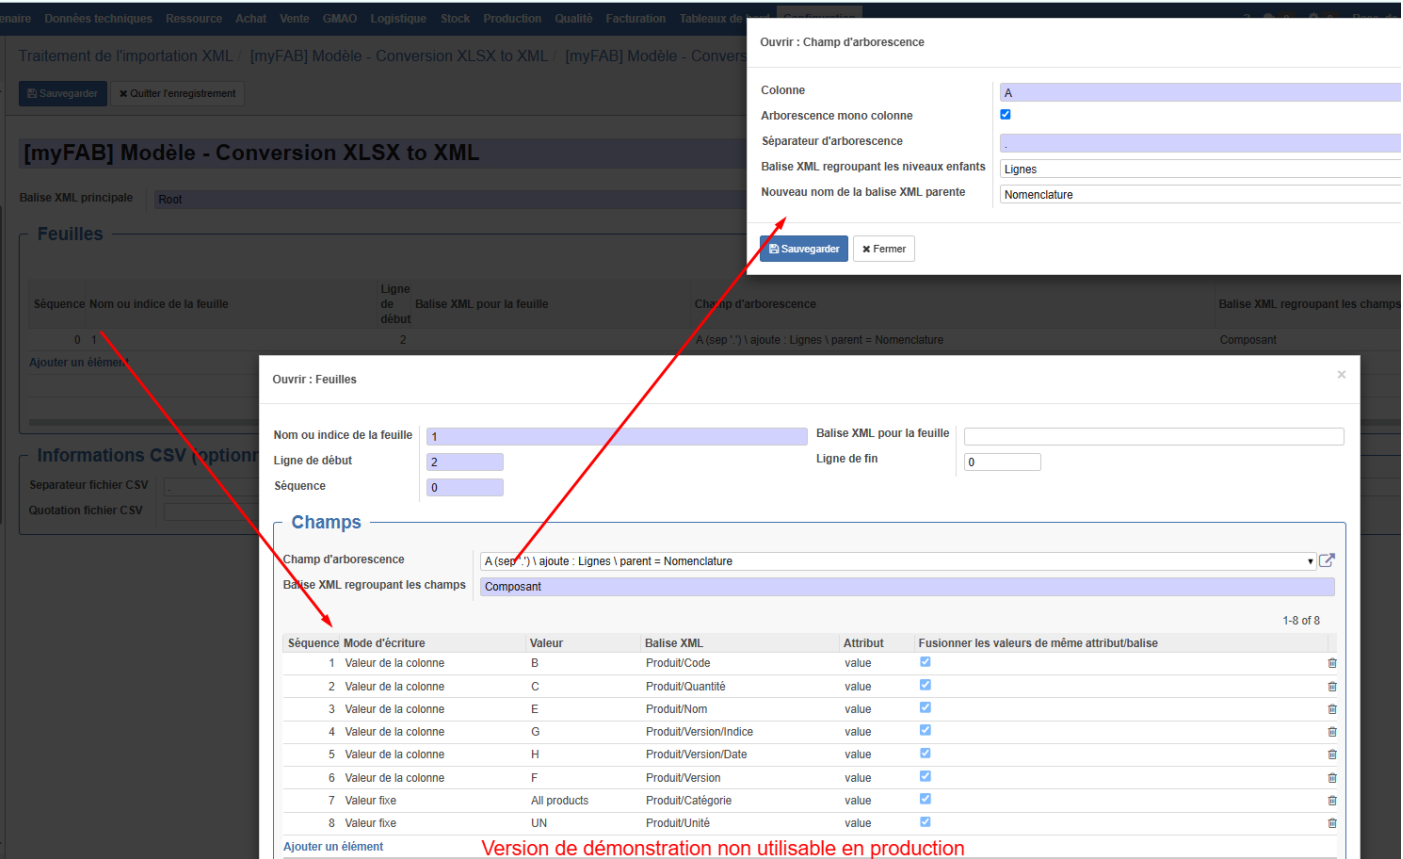 enaire Données techniques Ressource Achat Vente GMAO Logistique Stock Production Qualité Facturation Tableaux de bord Configuration
Traitement de l'importation XML / [myFAB] Modèle - Conversion XLSX to XML / [myFAB] Modèle - Convers
Sauvegarder × Quitter l'enregistrement
[myFAB] Modèle - Conversion XLSX to XML
Balise XML principale Root
Feuilles
Séquence Nom ou indice de la feuille Ligne de début Balise XML pour la feuille Champ d'arborescence Balise XML regroupant les champs
0 1 2 A (sep '.') \ ajoute : Lignes \ parent = Nomenclature Composant
Ajouter un élément
Informations CSV (optionn
Separateur fichier CSV .
Quotation fichier CSV
Ouvrir : Champ d'arborescence
Colonne A
Arborescence mono colonne
Séparateur d'arborescence .
Balise XML regroupant les niveaux enfants Lignes
Nouveau nom de la balise XML parente Nomenclature
Sauvegarder × Fermer
Ouvrir : Feuilles ×
Nom ou indice de la feuille 1 Balise XML pour la feuille
Ligne de début 2 Ligne de fin 0
Séquence 0
Champs
Champ d'arborescence A (sep '.') \ ajoute : Lignes \ parent = Nomenclature
Balise XML regroupant les champs Composant
1-8 of 8
Séquence Mode d'écriture Valeur Balise XML Attribut Fusionner les valeurs de même attribut/balise
1 Valeur de la colonne B Produit/Code value
2 Valeur de la colonne C Produit/Quantité value
3 Valeur de la colonne E Produit/Nom value
4 Valeur de la colonne G Produit/Version/Indice value
5 Valeur de la colonne H Produit/Version/Date value
6 Valeur de la colonne F Produit/Version value
7 Valeur fixe All products Produit/Catégorie value
8 Valeur fixe UN Produit/Unité value
Ajouter un élément
Version de démonstration non utilisable en production